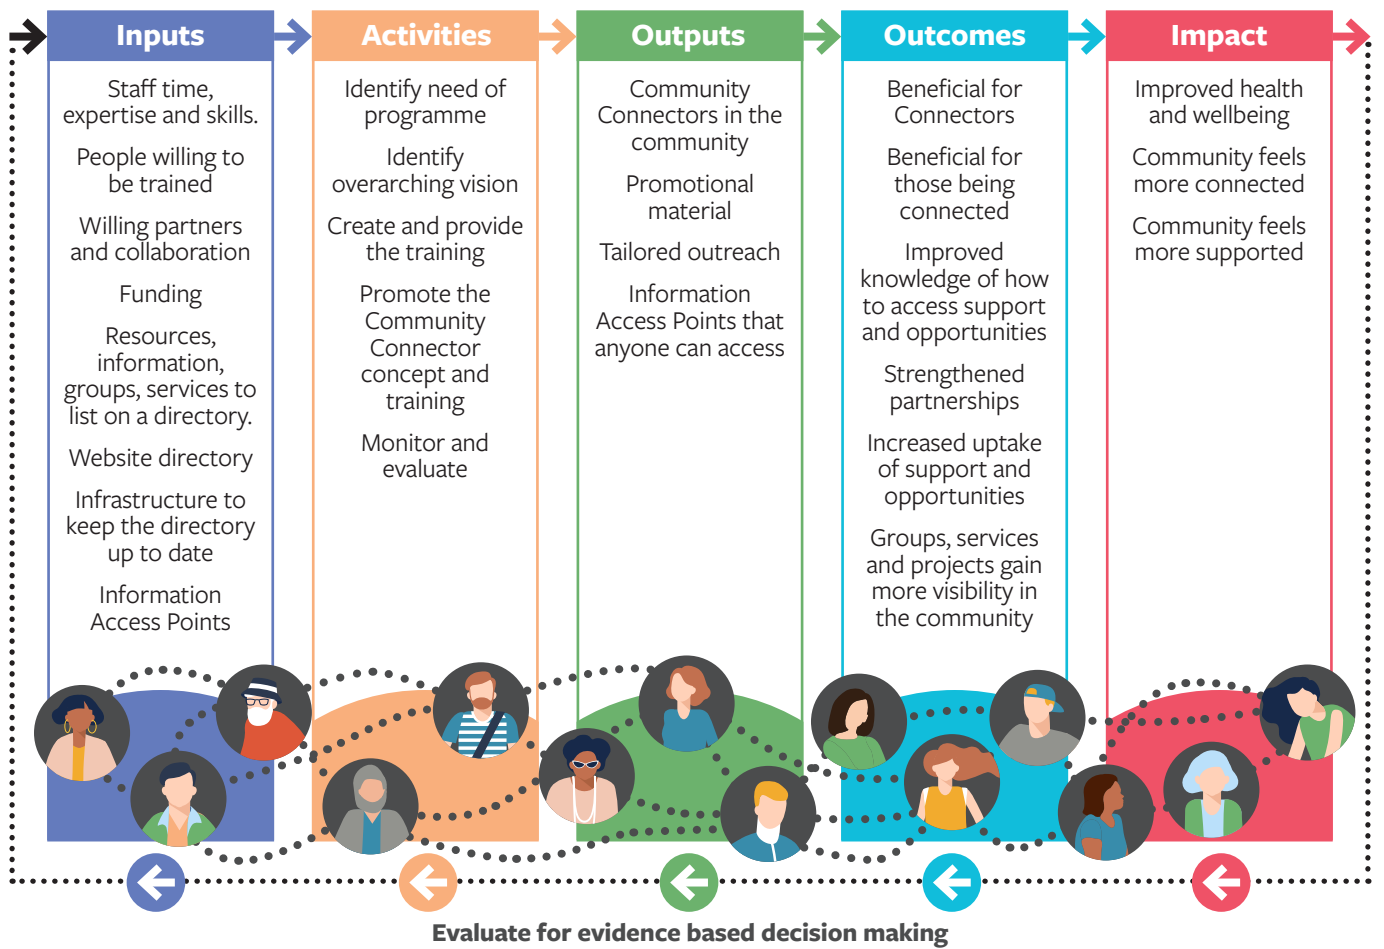 Inputs
Staff time,
expertise and skills.
People willing to
be trained
Willing partners
and collaboration
Funding
Resources,
information,
groups, services to
list on a directory.
Website directory
Infrastructure to
keep the directory
up to date
Information
Access Points
Activities
Identify need of
programme
Identify
overarching vision
Create and provide
the training
Promote the
Community
Connector
concept and
training
Monitor and
evaluate
Outputs
Community
Connectors in the
community
Promotional
material
Tailored outreach
Information
Access Points that
anyone can access
Outcomes
Beneficial for
Connectors
Beneficial for
those being
connected
Improved
knowledge of how
to access support
and opportunities
Strengthened
partnerships
Increased uptake
of support and
opportunities
Groups, services
and projects gain
more visibility in
the community
Impact
Improved health
and wellbeing
Community feels
more connected
Community feels
more supported
Evaluate for evidence based decision making